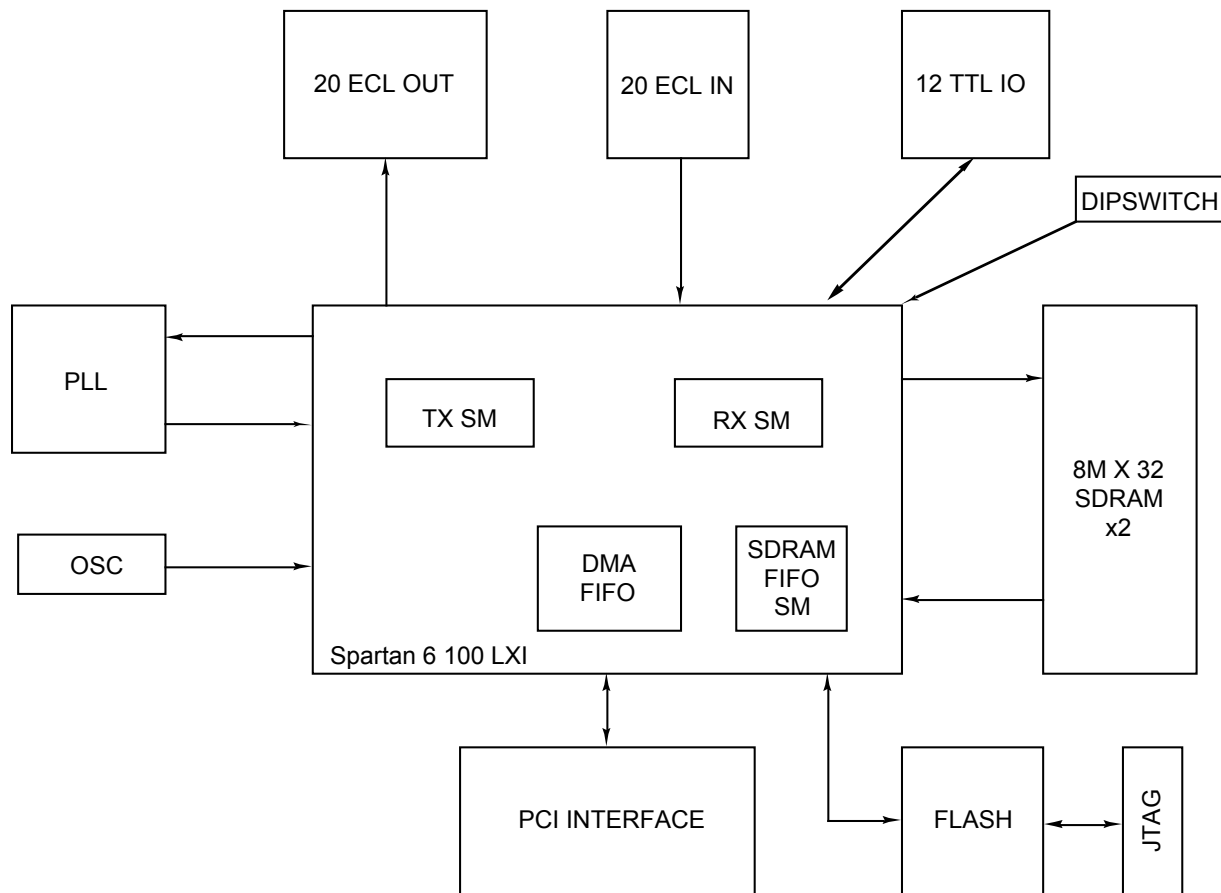 20 ECL OUT
20 ECL IN
12 TTL IO
DIPSWITCH
PLL
TX SM
RX SM
8M X 32
SDRAM
x2
OSC
DMA
FIFO
SDRAM
FIFO
SM
Spartan 6 100 LXI
PCI INTERFACE
FLASH
JTAG